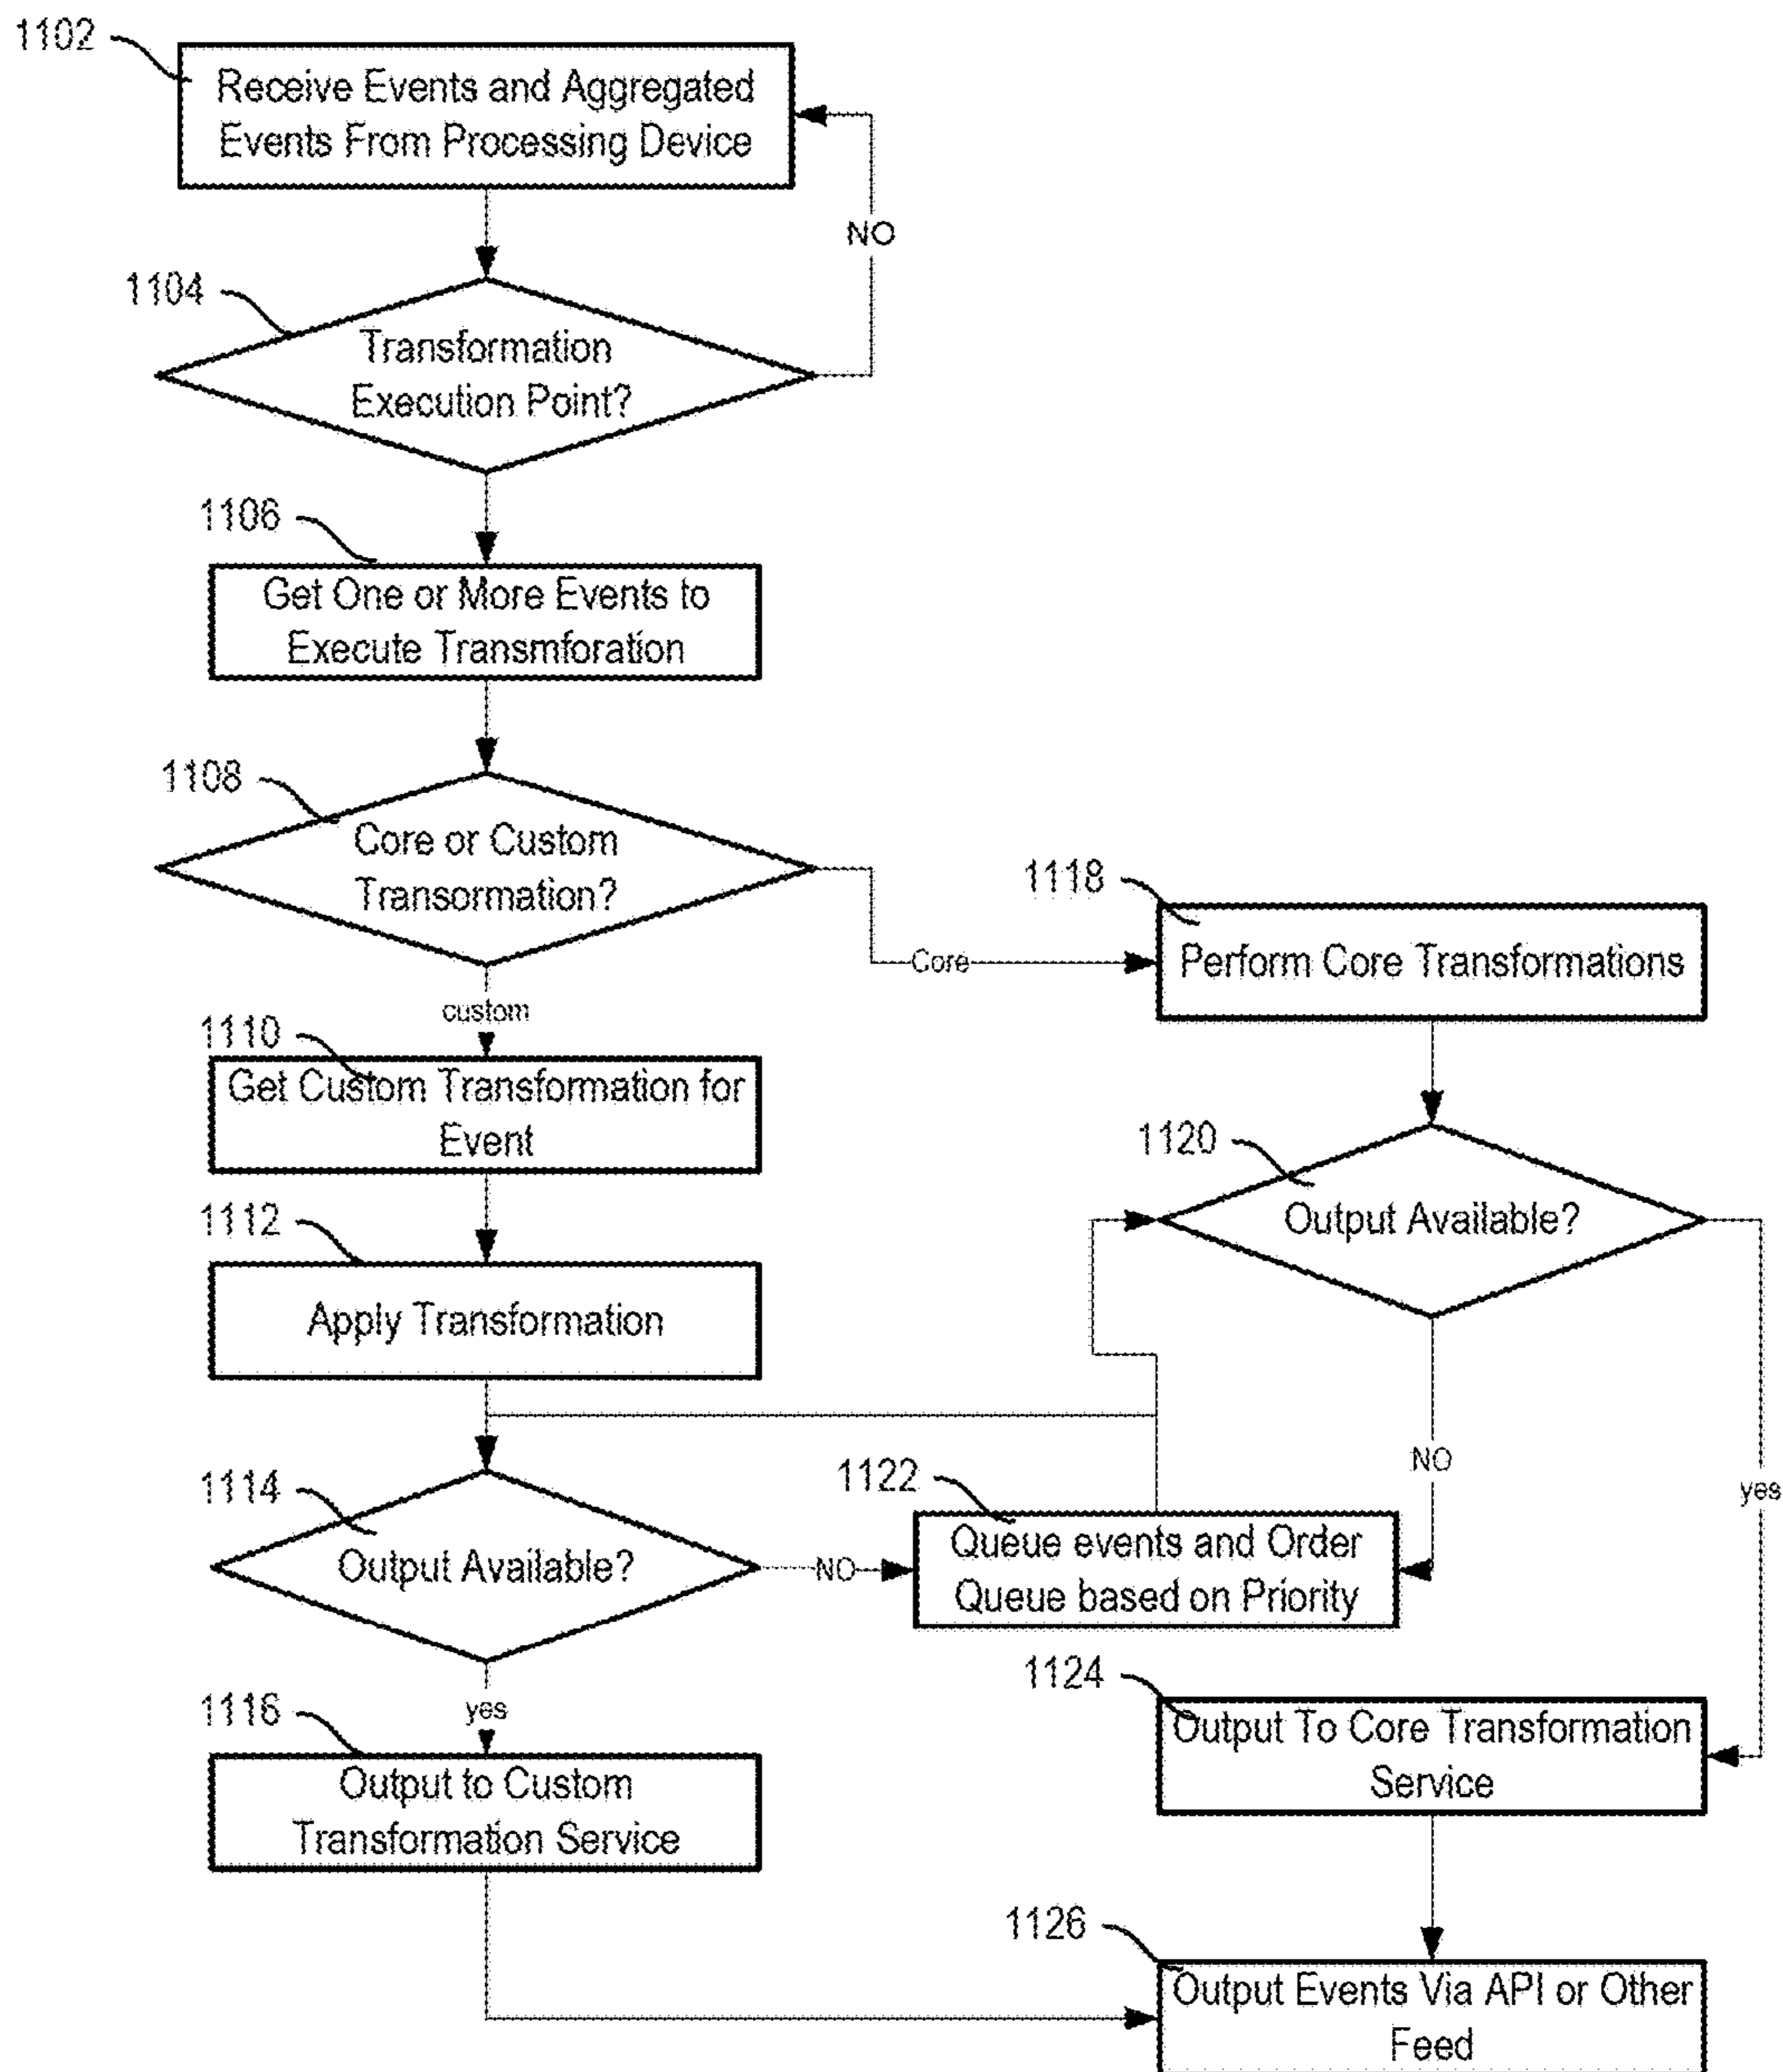 1102
Receive Events and Aggregated
Events From Processing Device
NO
1104
Transformation
Execution Point?
1106
Get One or More Events to
Execute Transmforation
1108
Core or Custom
Transormation?
Core
1118
Perform Core Transformations
custom
1110
Get Custom Transformation for
Event
1120
Output Available?
1112
Apply Transformation
NO
yes
1114
Output Available?
NO
1122
Queue events and Order
Queue based on Priority
yes
1116
Output to Custom
Transformation Service
1124
Output To Core Transformation
Service
1126
Output Events Via API or Other
Feed